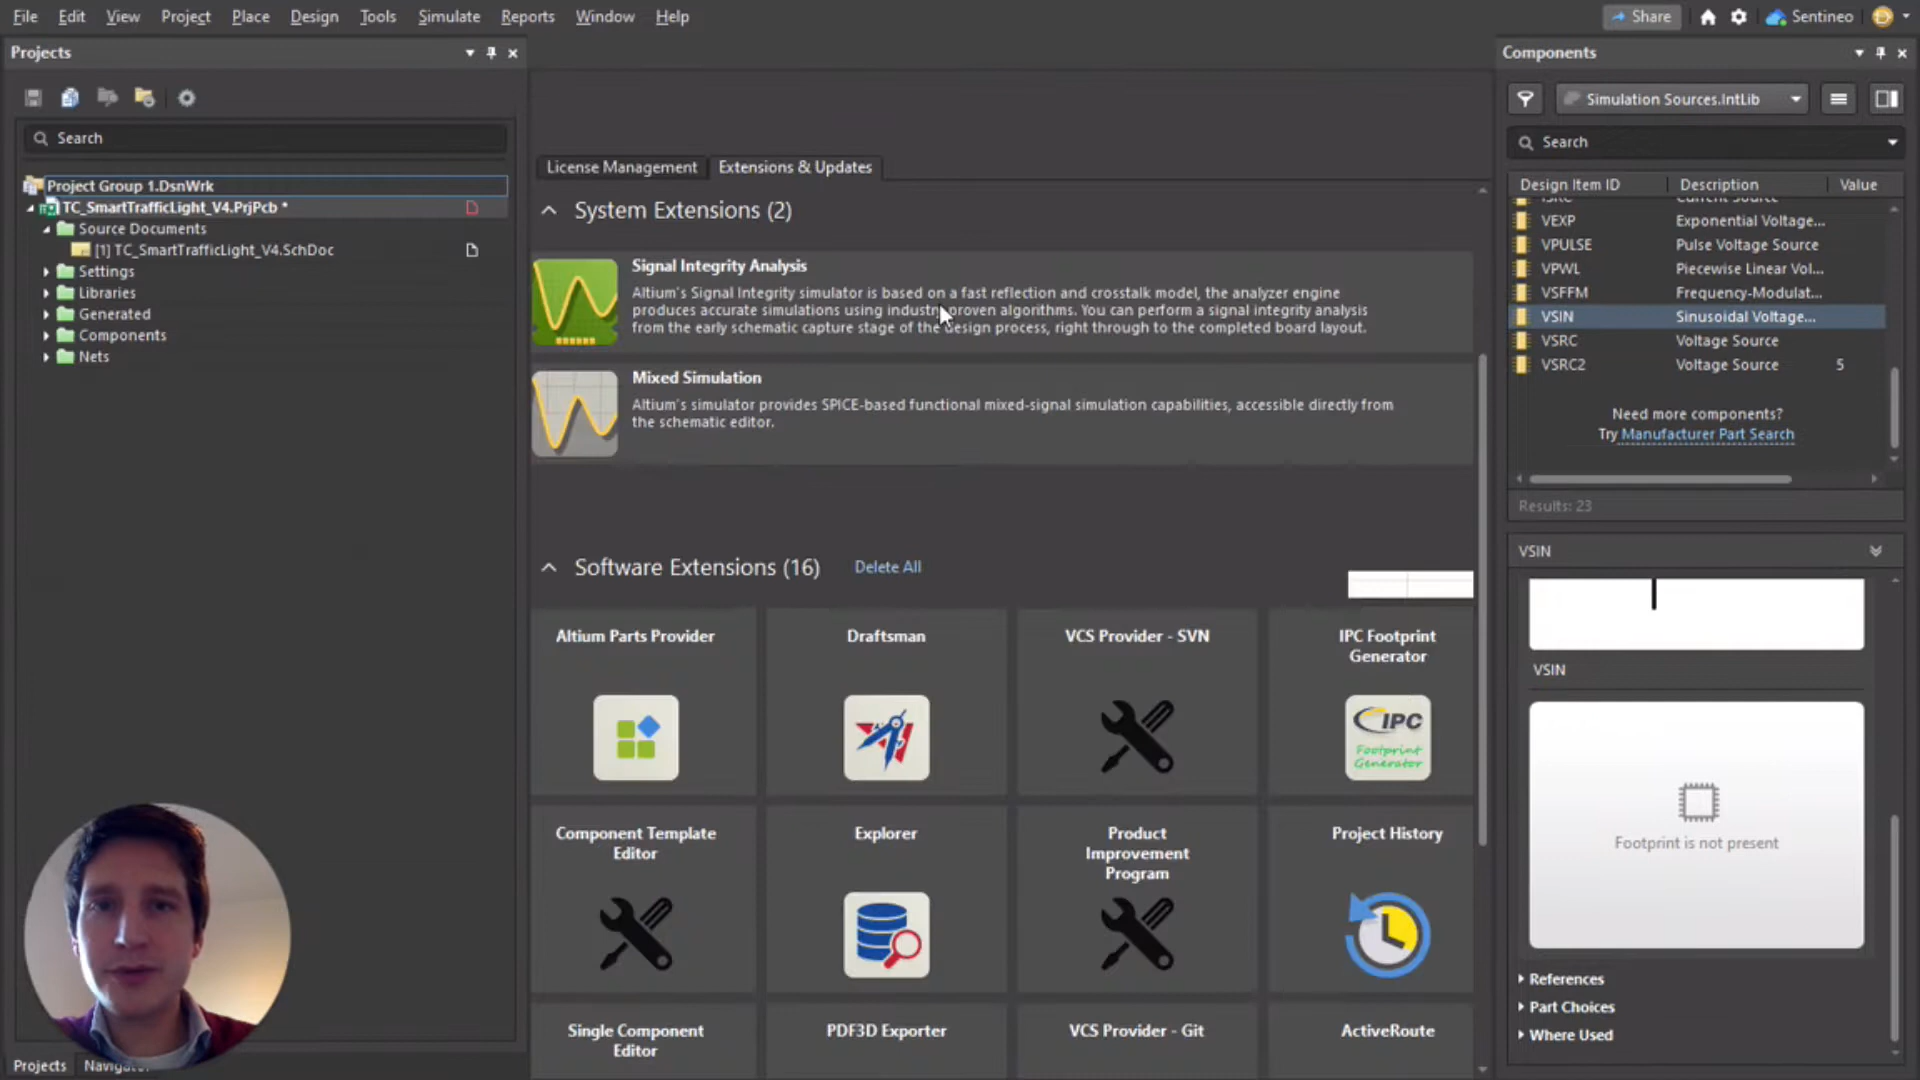 File Edit View Project Place Design Tools Simulate Reports Window Help
Share Sentineo
Projects
Search
Project Group 1.DsnWrk
TC_SmartTrafficLight_V4.PrjPcb *
Source Documents
[1] TC_SmartTrafficLight_V4.SchDoc
Settings
Libraries
Generated
Components
Nets
Projects
License Management Extensions & Updates
System Extensions (2)
Signal Integrity Analysis
Altium's Signal Integrity simulator is based on a fast reflection and crosstalk model, the analyzer engine
produces accurate simulations using industry proven algorithms. You can perform a signal integrity analysis
from the early schematic capture stage of the design process, right through to the completed board layout.
Mixed Simulation
Altium's simulator provides SPICE-based functional mixed-signal simulation capabilities, accessible directly from
the schematic editor.
Software Extensions (16) Delete All
Altium Parts Provider
Draftsman
VCS Provider - SVN
IPC Footprint
Generator
IPC
Footprint
Generator
Component Template
Editor
Explorer
Product
Improvement
Program
Project History
Single Component
Editor
PDF3D Exporter
VCS Provider - Git
ActiveRoute
Components
Simulation Sources.IntLib
Search
Design Item ID Description Value
VEXP Exponential Voltage...
VPULSE Pulse Voltage Source
VPWL Piecewise Linear Vol...
VSFFM Frequency-Modulat...
VSIN Sinusoidal Voltage...
VSRC Voltage Source
VSRC2 Voltage Source 5
Need more components?
Try Manufacturer Part Search
Results: 23
VSIN
VSIN
Footprint is not present
References
Part Choices
Where Used